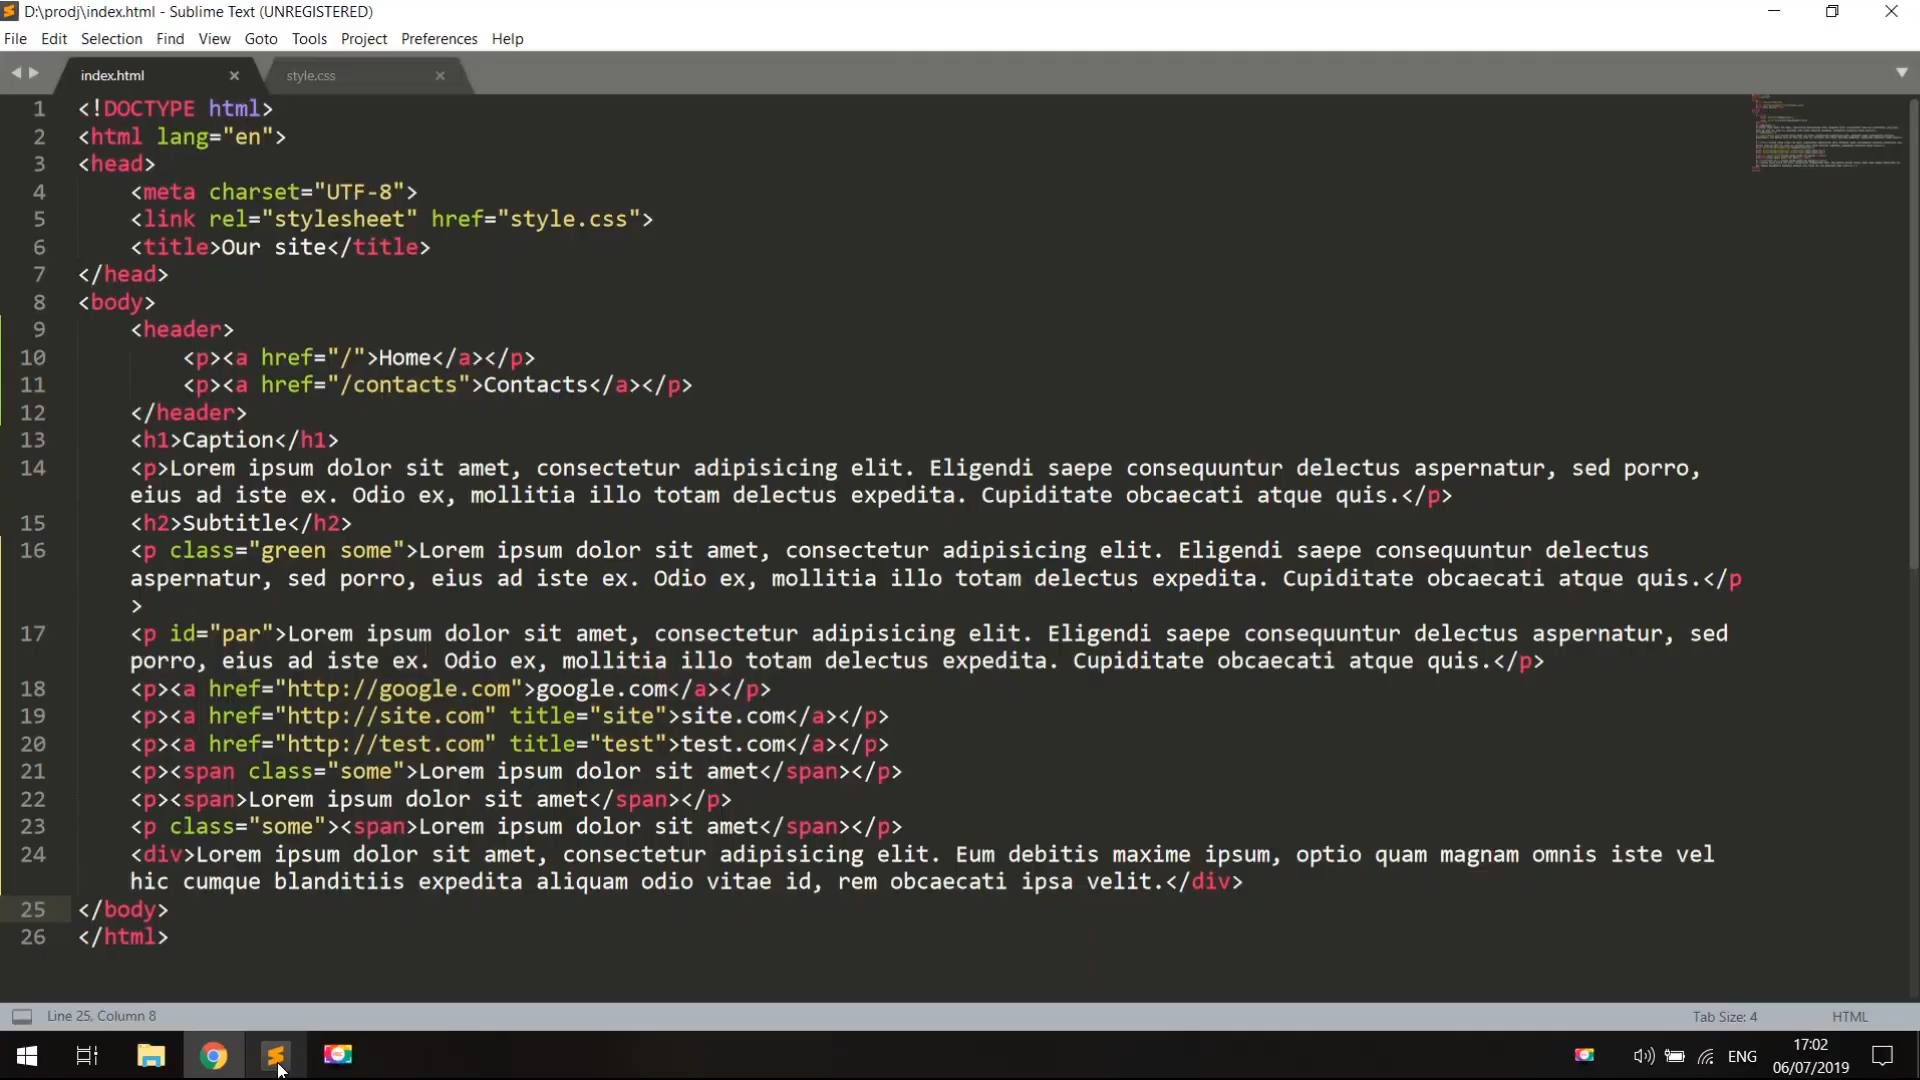 D:\prodj\index.html - Sublime Text (UNREGISTERED)
File Edit Selection Find View Goto Tools Project Preferences Help
index.html style.css
1 <!DOCTYPE html>
2 <html lang="en">
3 <head>
4 <meta charset="UTF-8">
5 <link rel="stylesheet" href="style.css">
6 <title>Our site</title>
7 </head>
8 <body>
9 <header>
10 <p><a href="/">Home</a></p>
11 <p><a href="/contacts">Contacts</a></p>
12 </header>
13 <h1>Caption</h1>
14 <p>Lorem ipsum dolor sit amet, consectetur adipisicing elit. Eligendi saepe consequuntur delectus aspernatur, sed porro,
eius ad iste ex. Odio ex, mollitia illo totam delectus expedita. Cupiditate obcaecati atque quis.</p>
15 <h2>Subtitle</h2>
16 <p class="green some">Lorem ipsum dolor sit amet, consectetur adipisicing elit. Eligendi saepe consequuntur delectus
aspernatur, sed porro, eius ad iste ex. Odio ex, mollitia illo totam delectus expedita. Cupiditate obcaecati atque quis.</p
>
17 <p id="par">Lorem ipsum dolor sit amet, consectetur adipisicing elit. Eligendi saepe consequuntur delectus aspernatur, sed
porro, eius ad iste ex. Odio ex, mollitia illo totam delectus expedita. Cupiditate obcaecati atque quis.</p>
18 <p><a href="http://google.com">google.com</a></p>
19 <p><a href="http://site.com" title="site">site.com</a></p>
20 <p><a href="http://test.com" title="test">test.com</a></p>
21 <p><span class="some">Lorem ipsum dolor sit amet</span></p>
22 <p><span>Lorem ipsum dolor sit amet</span></p>
23 <p class="some"><span>Lorem ipsum dolor sit amet</span></p>
24 <div>Lorem ipsum dolor sit amet, consectetur adipisicing elit. Eum debitis maxime ipsum, optio quam magnam omnis iste vel
hic cumque blanditiis expedita aliquam odio vitae id, rem obcaecati ipsa velit.</div>
25 </body>
26 </html>
Line 25, Column 8 Tab Size: 4 HTML
ENG 17:02
06/07/2019